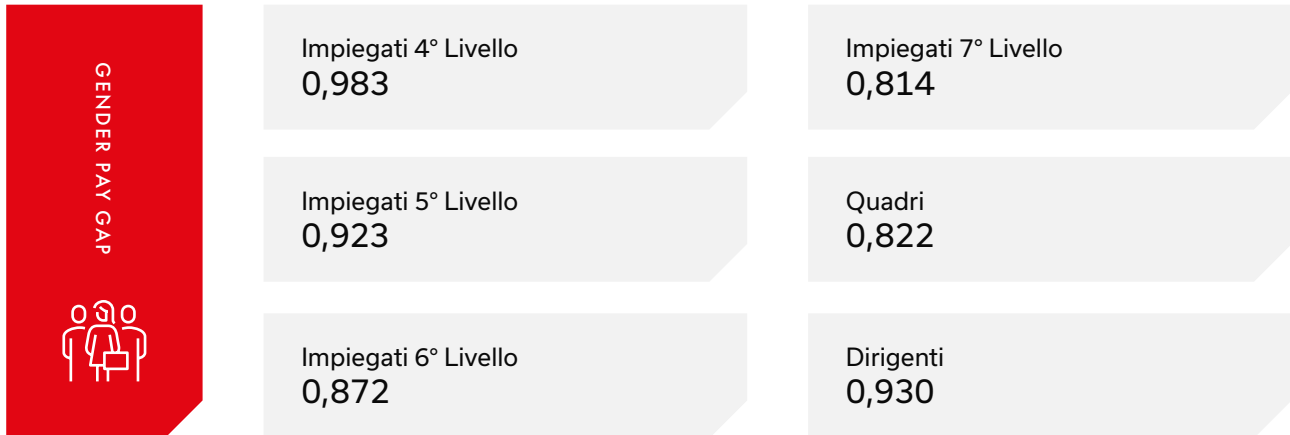 GENDER PAY GAP
Impiegati 4° Livello
0,983
Impiegati 5° Livello
0,923
Impiegati 6° Livello
0,872
Impiegati 7° Livello
0,814
Quadri
0,822
Dirigenti
0,930